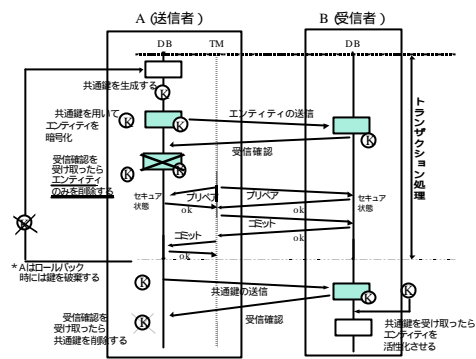 A (送信者)
B (受信者)
DB
TM
DB
共通鍵を生成する
K
共通鍵を用いて
エンティティを
暗号化
K
K
エンティティの送信
K
受信確認
受信確認を
受け取ったら
エンティティ
のみを削除する
K
K
トランザクション処理
セキュア
状態
プリペア
プリペア
セキュア
状態
ok
ok
コミット
コミット
ok
ok
K
*Aはロールバック
時には鍵を破棄する
K
共通鍵の送信
K
K
受信確認を
受け取ったら
共通鍵を削除する
K
受信確認
共通鍵を受け取ったら
エンティティを
活性化させる